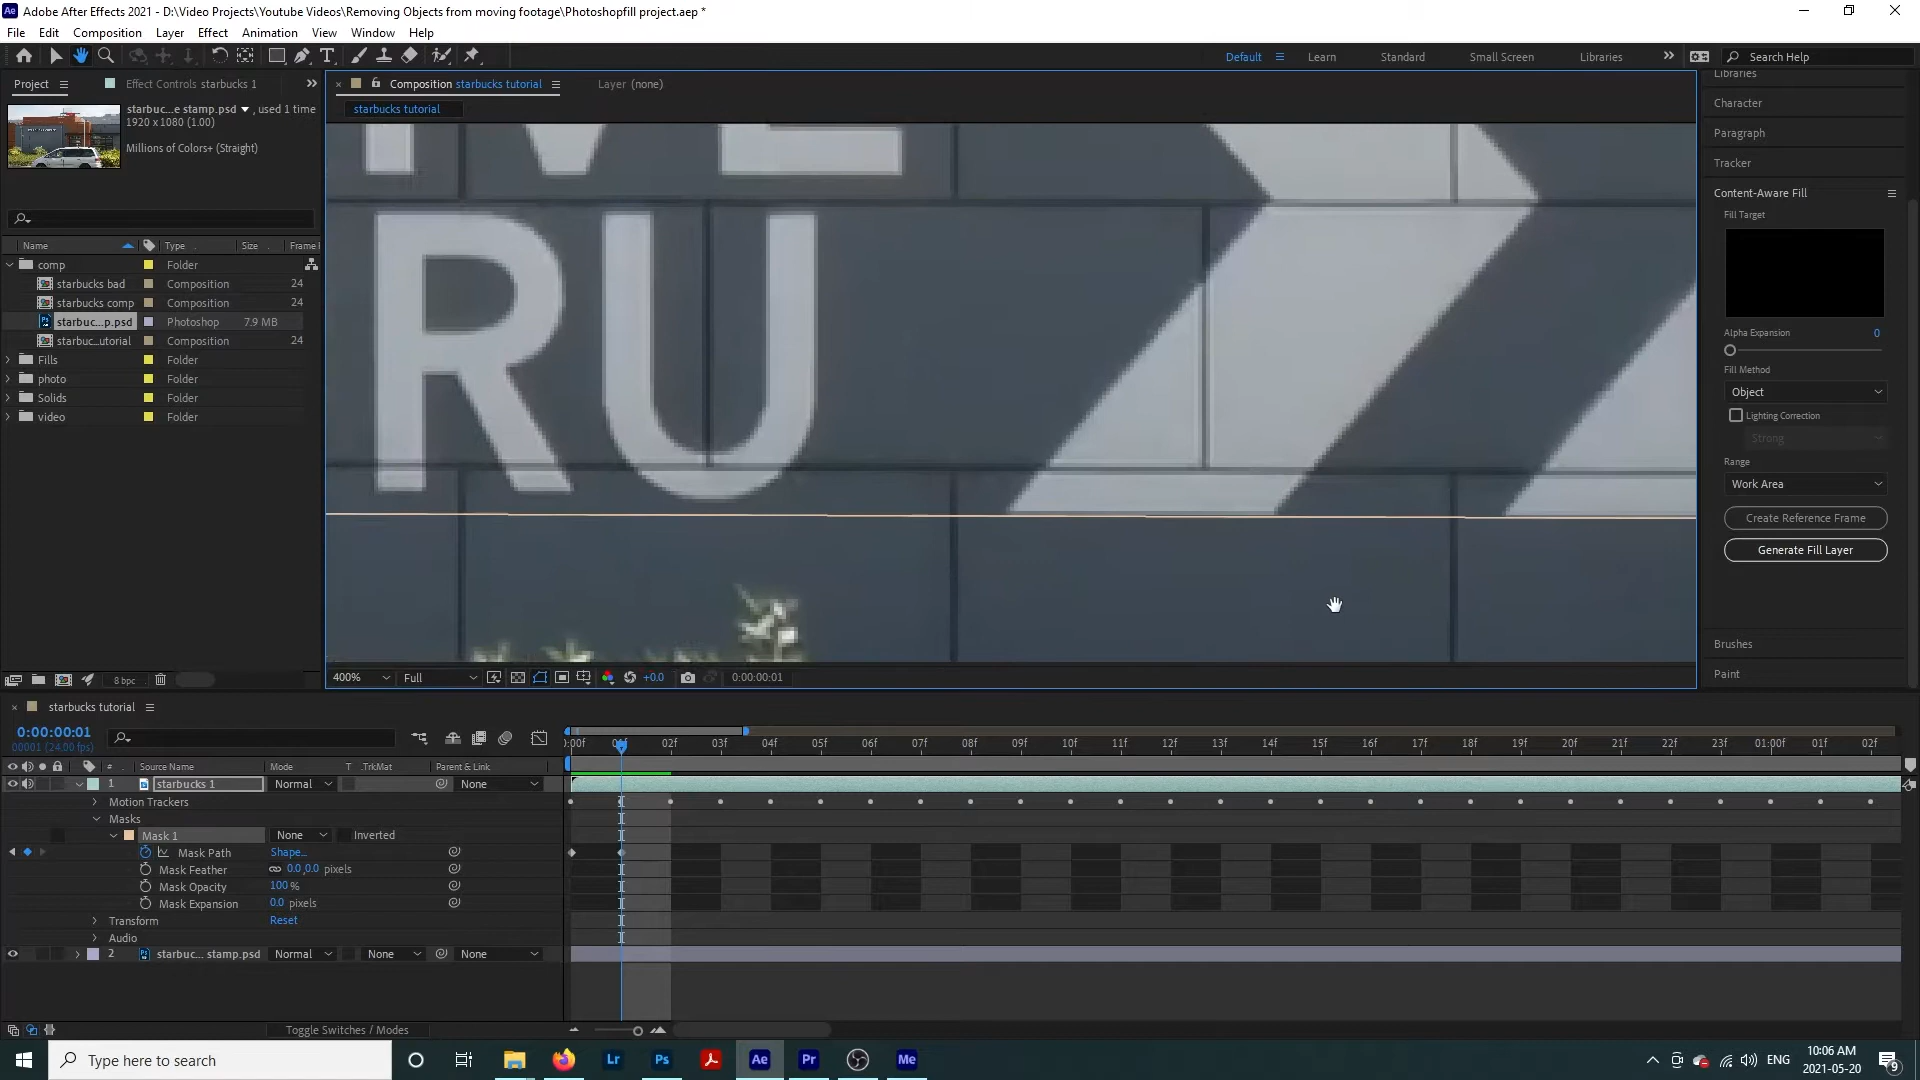 Adobe After Effects 2021 - D:\Video Projects\Youtube Videos\Removing Objects from moving footage\Photoshopfill project.aep *
File Edit Composition Layer Effect Animation View Window Help
Default Learn Standard Small Screen Libraries Search Help
Project Effect Controls starbucks 1
Composition starbucks tutorial Layer (none)
starbucks tutorial
starbuc...e stamp.psd , used 1 time
1920 x 1080 (1.00)
Millions of Colors+ (Straight)
Name Type Size Frame
comp Folder
starbucks bad Composition 24
starbucks comp Composition 24
starbuc...p.psd Photoshop 7.9 MB
starbuc...utorial Composition 24
Fills Folder
photo Folder
Solids Folder
video Folder
8 bpc
RU
400% Full +0.0 0:00:00:01
Libraries
Character
Paragraph
Tracker
Content-Aware Fill
Fill Target
Alpha Expansion 0
Fill Method
Object
Lighting Correction
Strong
Range
Work Area
Create Reference Frame
Generate Fill Layer
Brushes
Paint
starbucks tutorial
0:00:00:01
00001 (24.00 fps)
:00f 02f 03f 04f 05f 06f 07f 08f 09f 10f 11f 12f 13f 14f 15f 16f 17f 18f 19f 20f 21f 22f 23f 01:00f 01f 02f
# Source Name Mode T .TrkMat Parent & Link
1 starbucks 1 Normal None
Motion Trackers
Masks
Mask 1 None Inverted
Mask Path Shape...
Mask Feather 0.0,0.0 pixels
Mask Opacity 100 %
Mask Expansion 0.0 pixels
Transform Reset
Audio
2 starbuc... stamp.psd Normal None None
Toggle Switches / Modes
Type here to search
Lr Ps Ae Pr Me
ENG
10:06 AM
2021-05-20
9